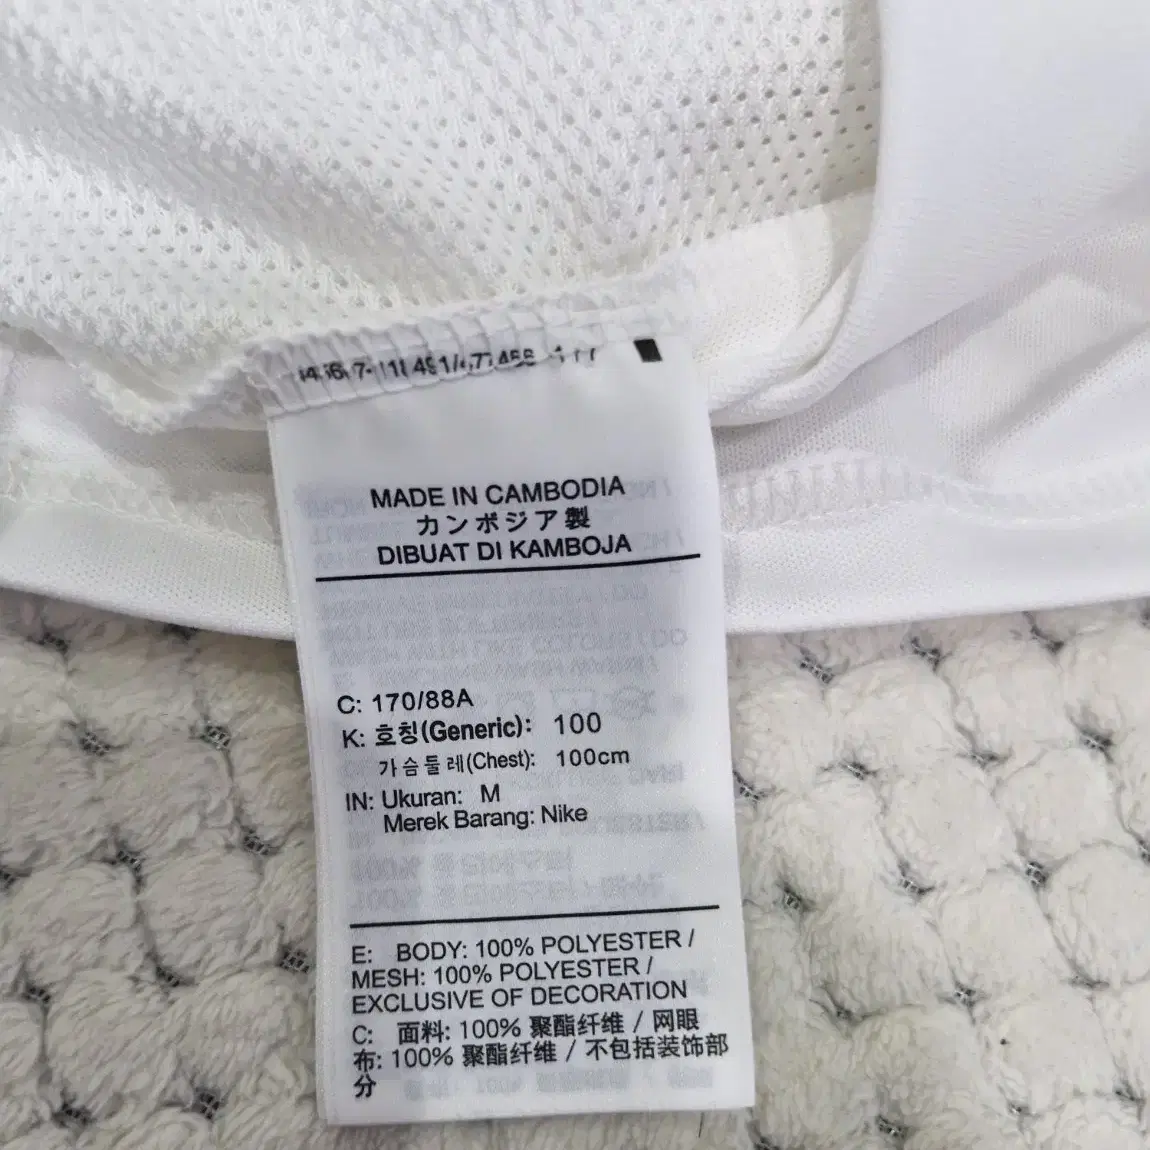 MADE IN CAMBODIA
カンボジア製
DIBUAT DI KAMBOJA
C: 170/88A
K: 호칭(Generic): 100
가슴둘레(Chest): 100cm
IN: Ukuran: M
Merek Barang: Nike
E: BODY: 100% POLYESTER /
MESH: 100% POLYESTER /
EXCLUSIVE OF DECORATION
C: 面料: 100% 聚酯纤维 / 网眼
布: 100% 聚酯纤维 / 不包括装饰部
分